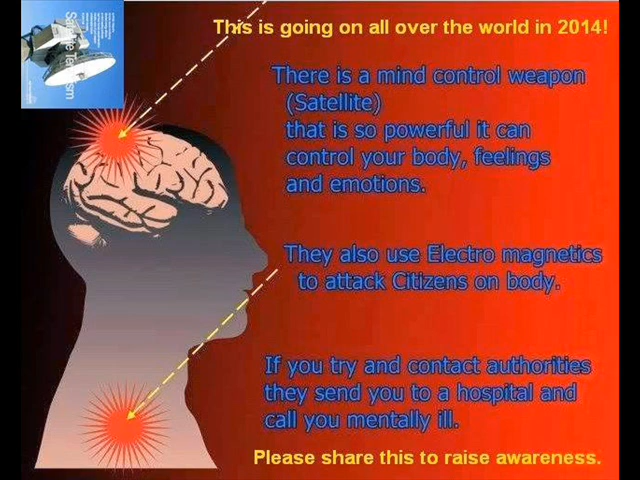 This is going on all over the world in 2014!
Satellite Terrorism
There is a mind control weapon
(Satellite)
that is so powerful it can
control your body, feelings
and emotions.
They also use Electro magnetics
to attack Citizens on body.
If you try and contact authorities
they send you to a hospital and
call you mentally ill.
Please share this to raise awareness.